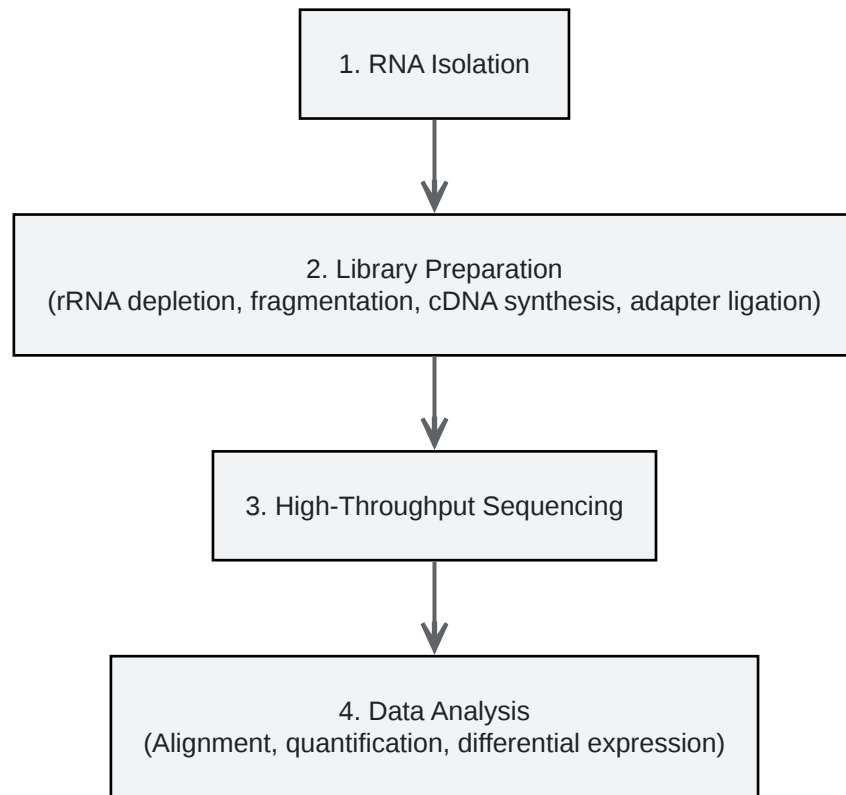 1. RNA Isolation
2. Library Preparation
(rRNA depletion, fragmentation, cDNA synthesis, adapter ligation)
3. High-Throughput Sequencing
4. Data Analysis
(Alignment, quantification, differential expression)